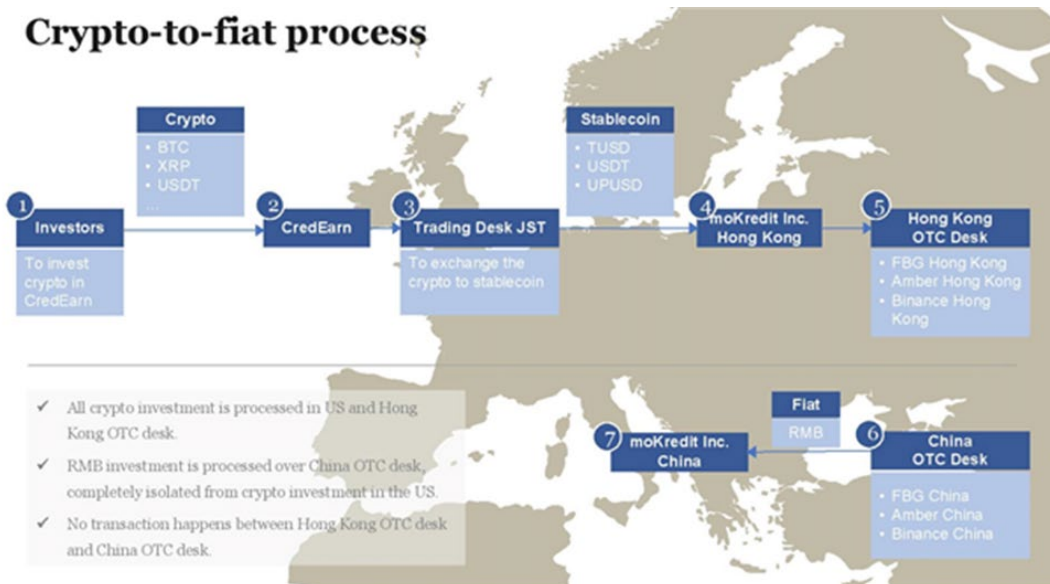 Crypto-to-fiat process
Crypto
• BTC
• XRP
• USDT
...
1
Investors
To invest
crypto in
CredEarn
2
CredEarn
3
Trading Desk JST
To exchange the
crypto to stablecoin
Stablecoin
• TUSD
• USDT
• UPUSD
4
moKredit Inc.
Hong Kong
5
Hong Kong
OTC Desk
• FBG Hong Kong
• Amber Hong Kong
• Binance Hong
Kong
✓ All crypto investment is processed in US and Hong
Kong OTC desk.
✓ RMB investment is processed over China OTC desk,
completely isolated from crypto investment in the US.
✓ No transaction happens between Hong Kong OTC desk
and China OTC desk.
7
moKredit Inc.
China
Fiat
RMB
6
China
OTC Desk
• FBG China
• Amber China
• Binance China